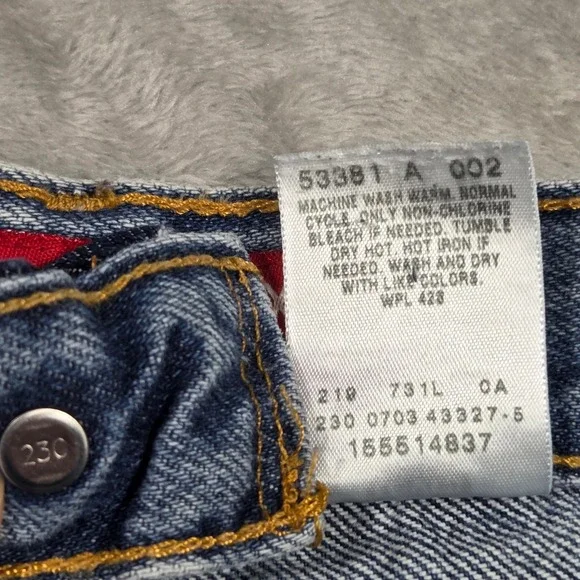 53381 A 002
MACHINE WASH WARM. NORMAL
CYCLE. ONLY NON-CHLORINE
BLEACH IF NEEDED. TUMBLE
DRY HOT. HOT IRON IF
NEEDED. WASH AND DRY
WITH LIKE COLORS.
WPL 423
219 731L 0A
230 0703 43327-5
155514837
230